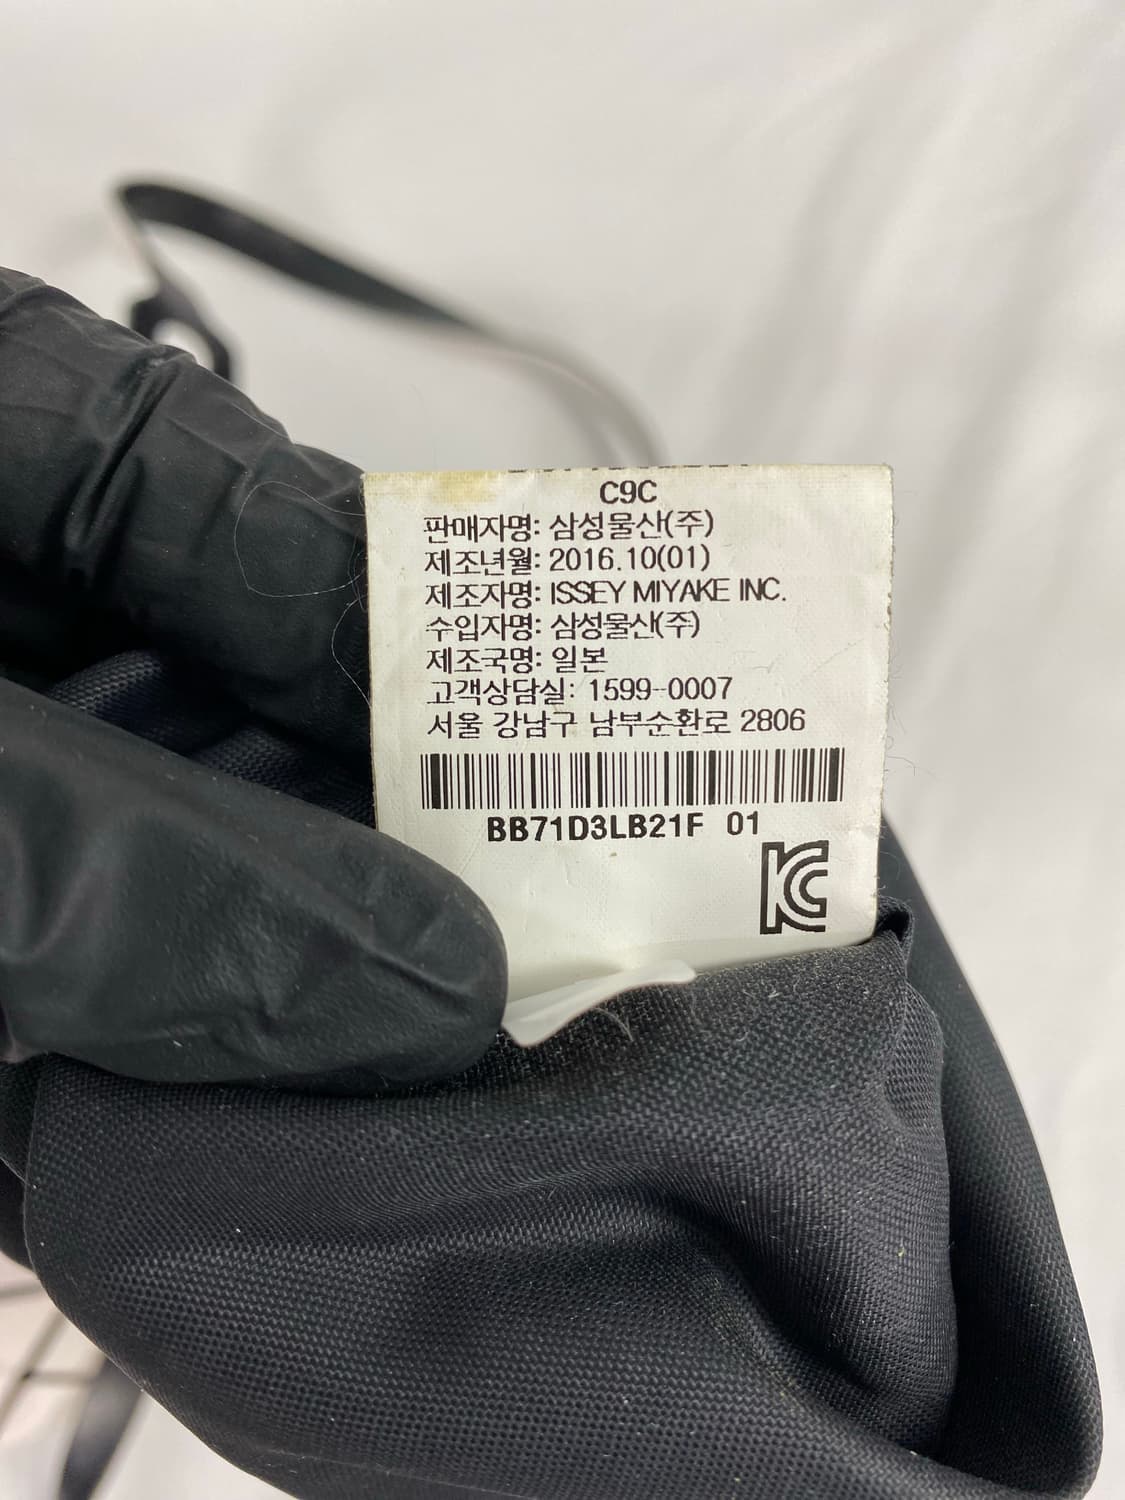 C9C
판매자명: 삼성물산(주)
제조년월: 2016.10(01)
제조자명: ISSEY MIYAKE INC.
수입자명: 삼성물산(주)
제조국명: 일본
고객상담실: 1599-0007
서울 강남구 남부순환로 2806
BB71D3LB21F 01
KC